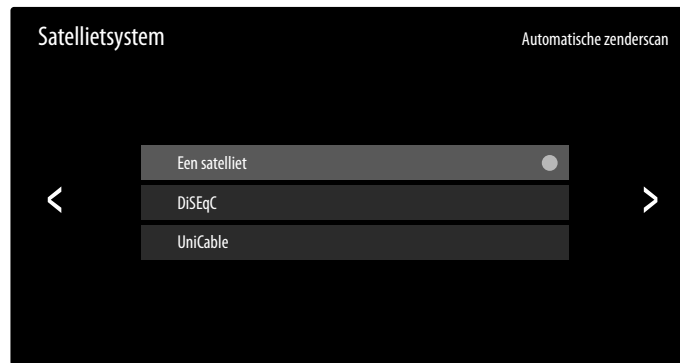 Satellietsystem
Automatische zenderscan
Een satelliet
DiSEqC
UniCable